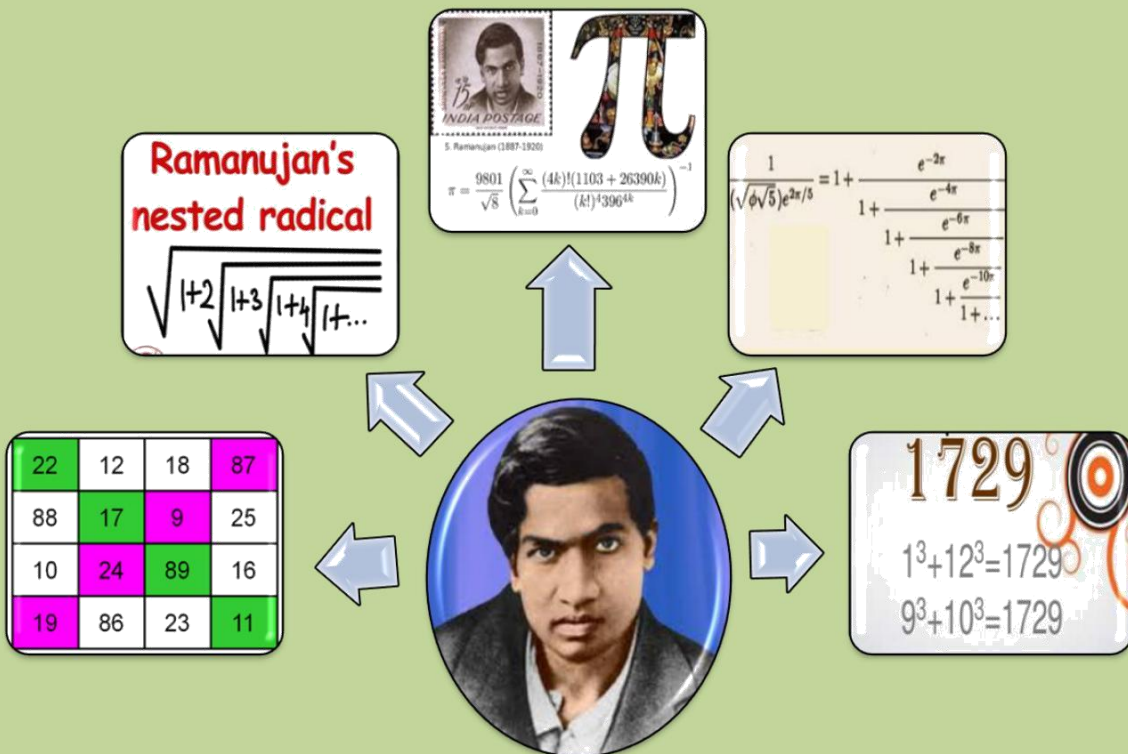 INDIA POSTAGE
1887-1920
15
S. Ramanujan (1887-1920)
π
π = 9801/√8 (∑_{k=0}^{∞} (4k)!(1103 + 26390k)/(k!)^4 396^{4k})^{-1}
Ramanujan's
nested radical
√1+2√1+3√1+4√1+...
1/(√φ√5)e^{2π/5} = 1+ e^{-2π}/
1+ e^{-4π}/
1+ e^{-6π}/
1+ e^{-8π}/
1+ e^{-10π}/
1+...
22 12 18 87
88 17 9 25
10 24 89 16
19 86 23 11
1729
1³+12³=1729
9³+10³=1729